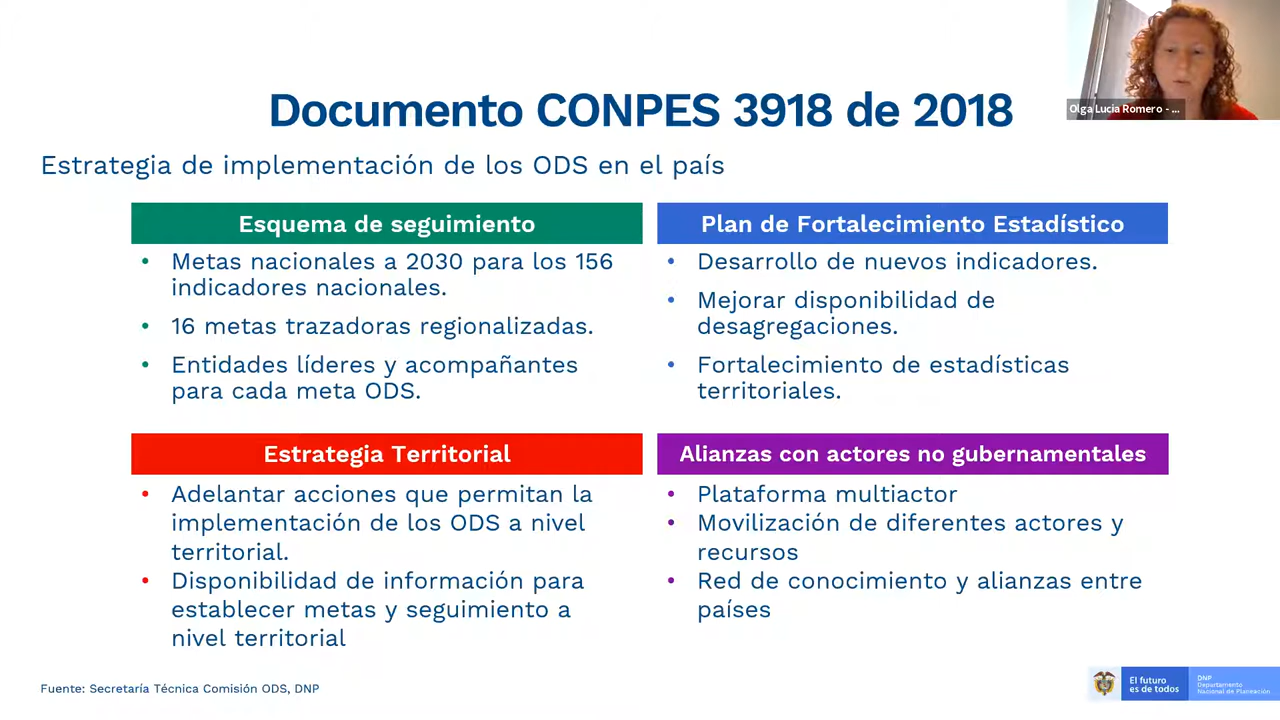 Olga Lucia Romero - ...
Documento CONPES 3918 de 2018
Estrategia de implementación de los ODS en el país
Esquema de seguimiento
• Metas nacionales a 2030 para los 156
indicadores nacionales.
• 16 metas trazadoras regionalizadas.
• Entidades líderes y acompañantes
para cada meta ODS.
Plan de Fortalecimiento Estadístico
• Desarrollo de nuevos indicadores.
• Mejorar disponibilidad de
desagregaciones.
• Fortalecimiento de estadísticas
territoriales.
Estrategia Territorial
• Adelantar acciones que permitan la
implementación de los ODS a nivel
territorial.
• Disponibilidad de información para
establecer metas y seguimiento a
nivel territorial
Alianzas con actores no gubernamentales
• Plataforma multiactor
• Movilización de diferentes actores y
recursos
• Red de conocimiento y alianzas entre
países
Fuente: Secretaría Técnica Comisión ODS, DNP
El futuro
es de todos
DNP
Departamento
Nacional de Planeación